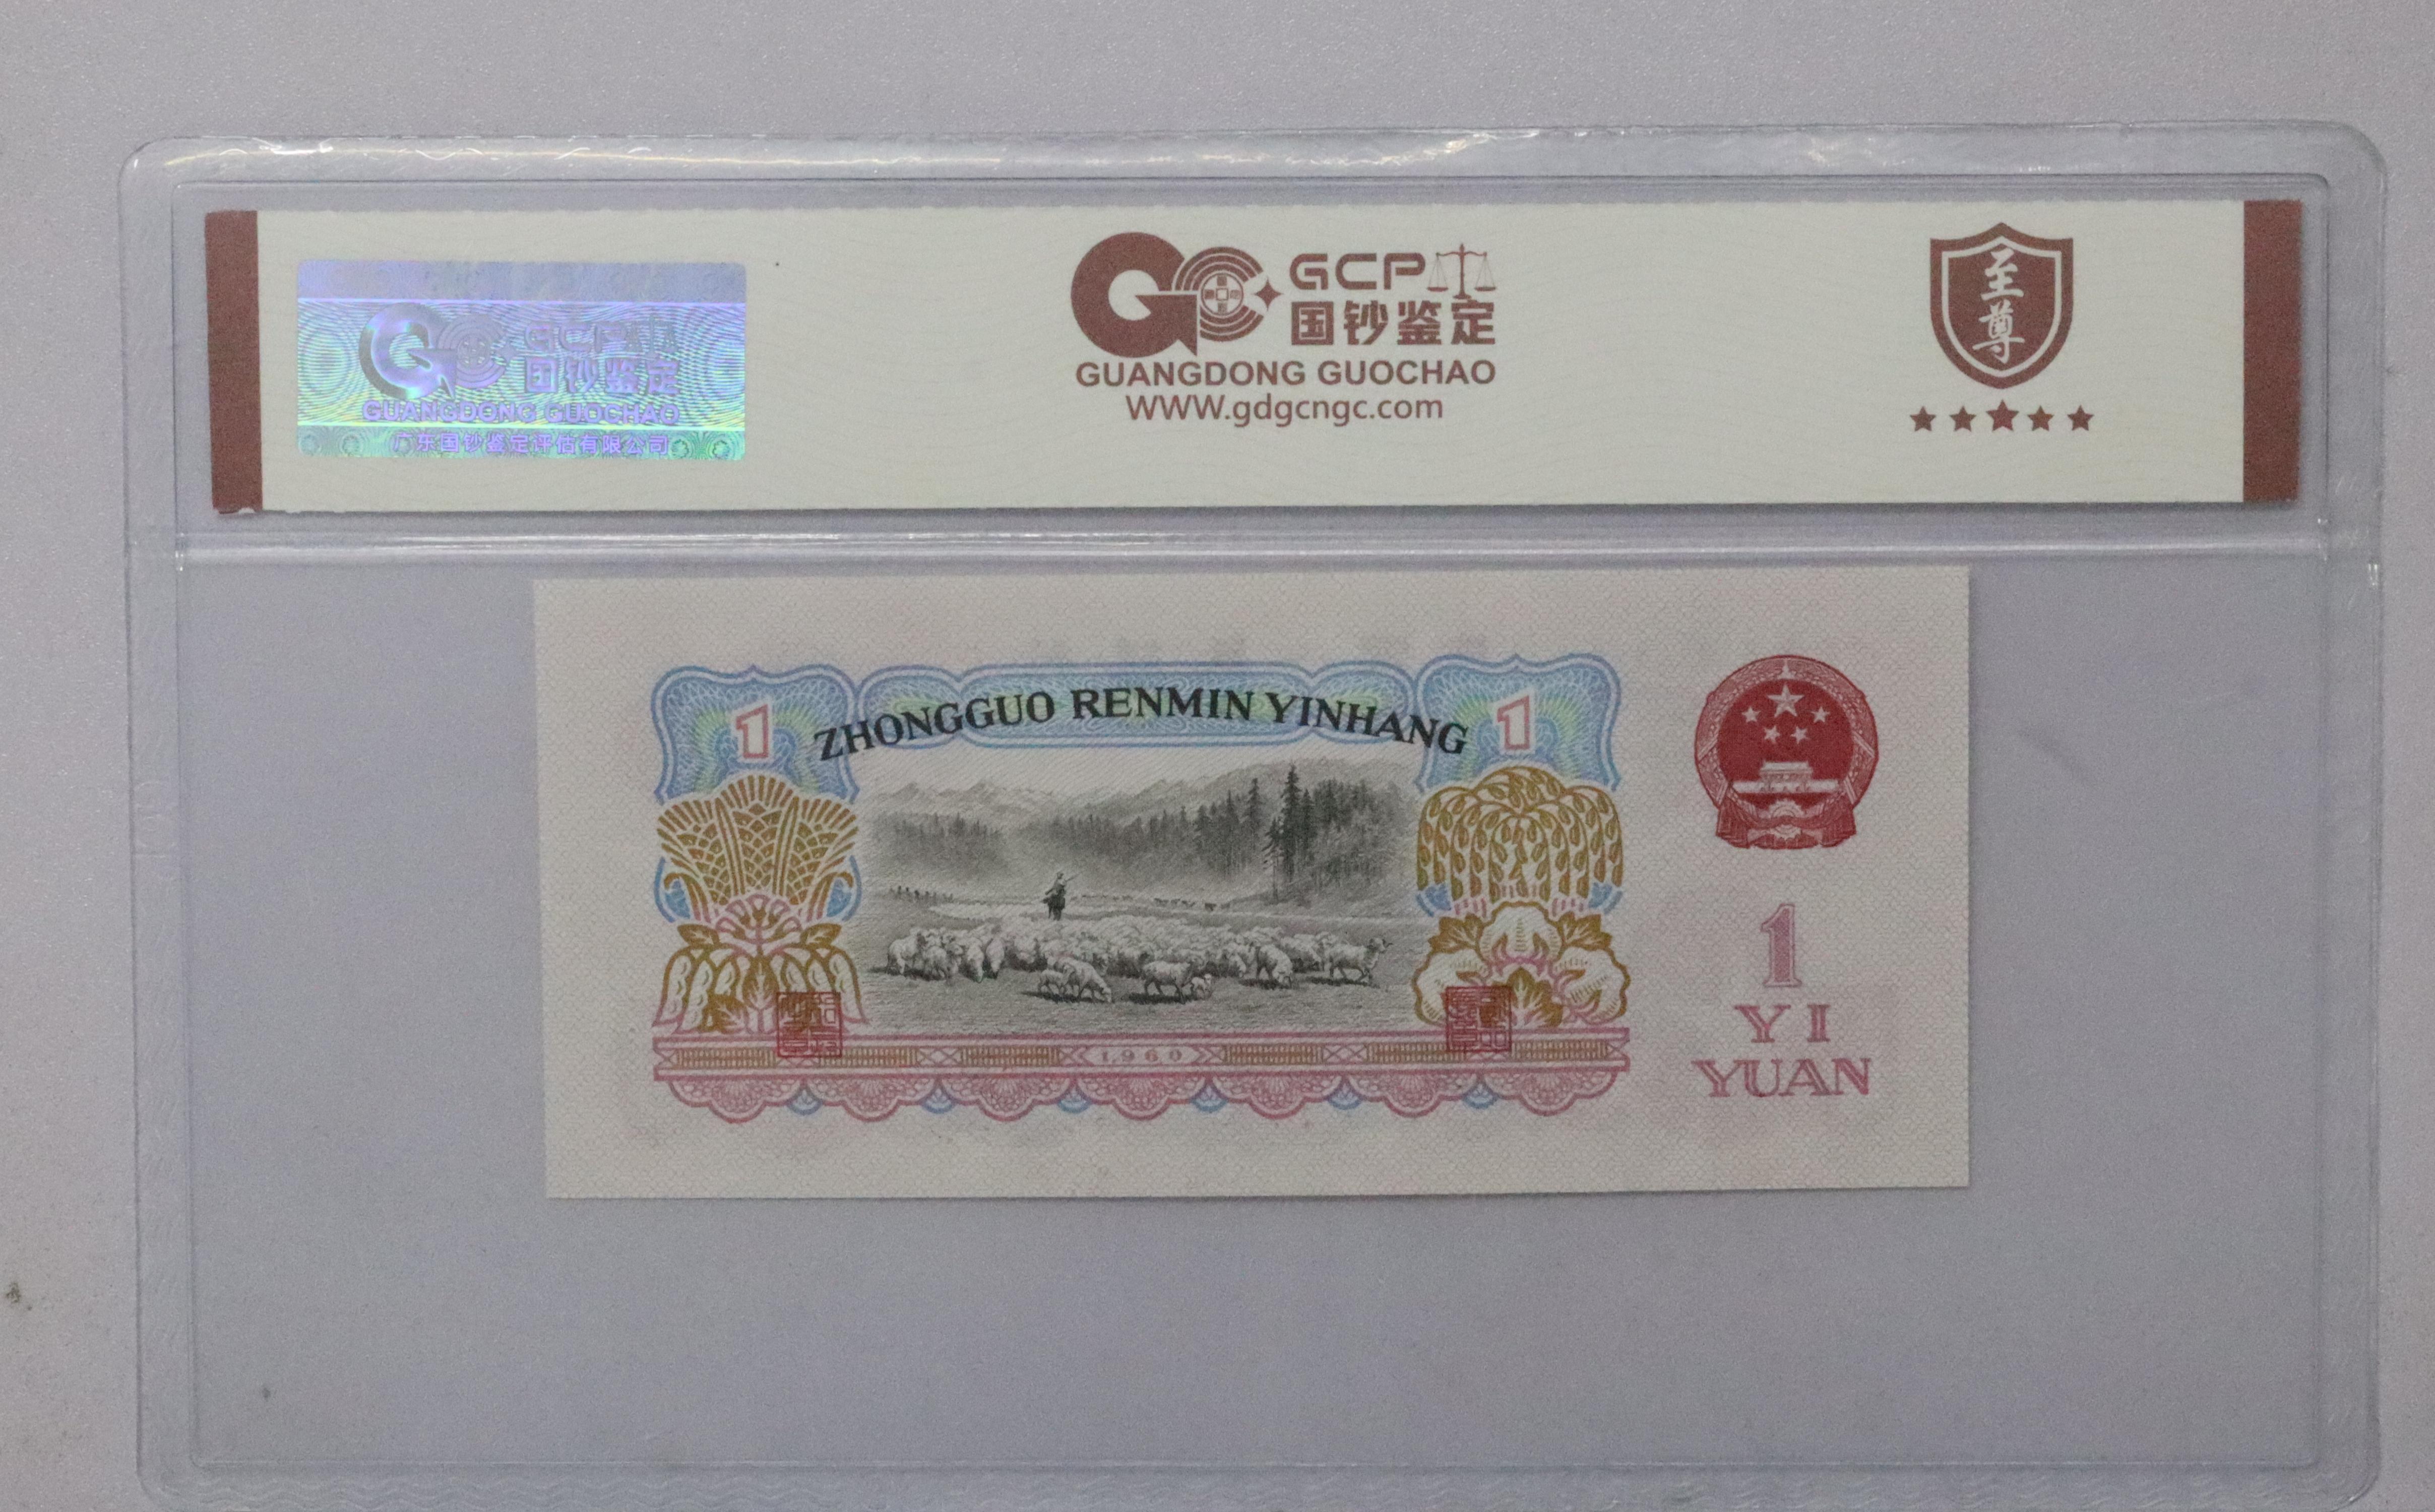 GCP
国钞鉴定
GUANGDONG GUOCHAO
广东国钞鉴定评估有限公司
GCP
国钞鉴定
GUANGDONG GUOCHAO
WWW.gdgcngc.com
至尊
1 ZHONGGUO RENMIN YINHANG 1
1960
1
YI
YUAN